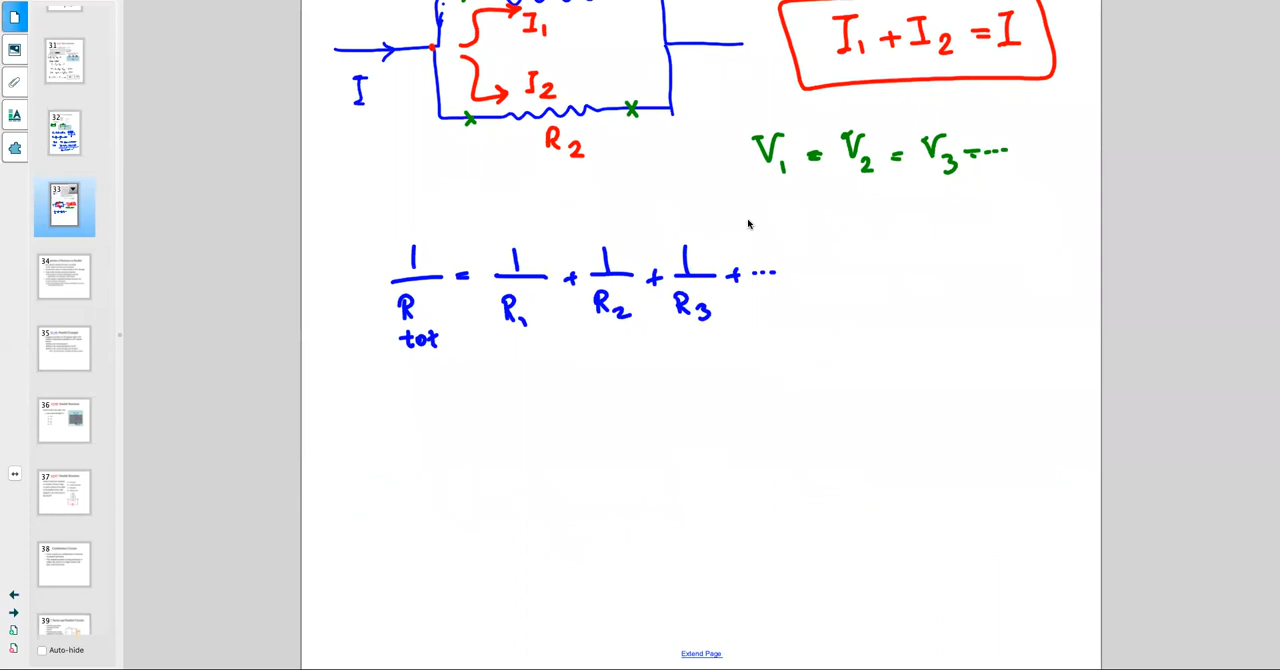 I₁
I₁ + I₂ = I
I
I₂
R₂
V₁ = V₂ = V₃ = ...
1/R tot = 1/R₁ + 1/R₂ + 1/R₃ + ...
31
32
33
34
35
36
37
38
39
Auto-hide
Extend Page